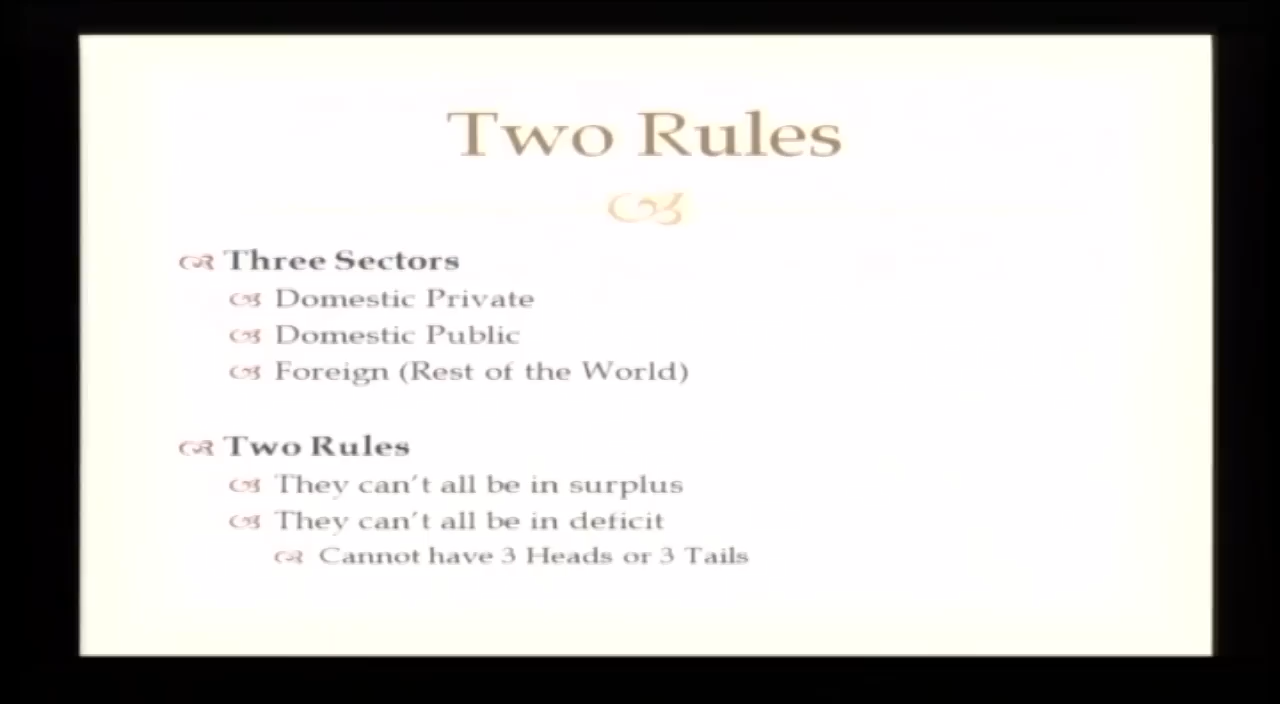 Two Rules
Three Sectors
Domestic Private
Domestic Public
Foreign (Rest of the World)
Two Rules
They can't all be in surplus
They can't all be in deficit
Cannot have 3 Heads or 3 Tails